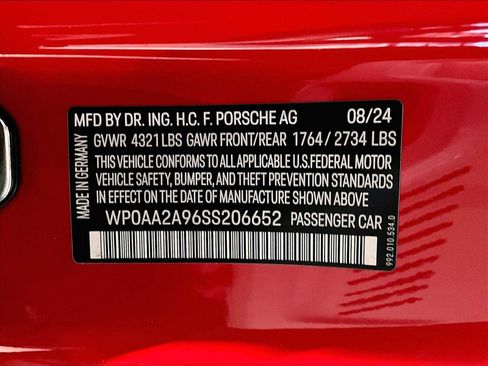 MFD BY DR. ING. H.C. F. PORSCHE AG 08/24
GVWR 4321 LBS GAWR FRONT/REAR 1764 / 2734 LBS
THIS VEHICLE CONFORMS TO ALL APPLICABLE U.S.FEDERAL MOTOR
VEHICLE SAFETY, BUMPER, AND THEFT PREVENTION STANDARDS
IN EFFECT ON THE DATE OF MANUFACTURE SHOWN ABOVE.
WP0AA2A96SS206652 PASSENGER CAR
MADE IN GERMANY
992.010.534.0